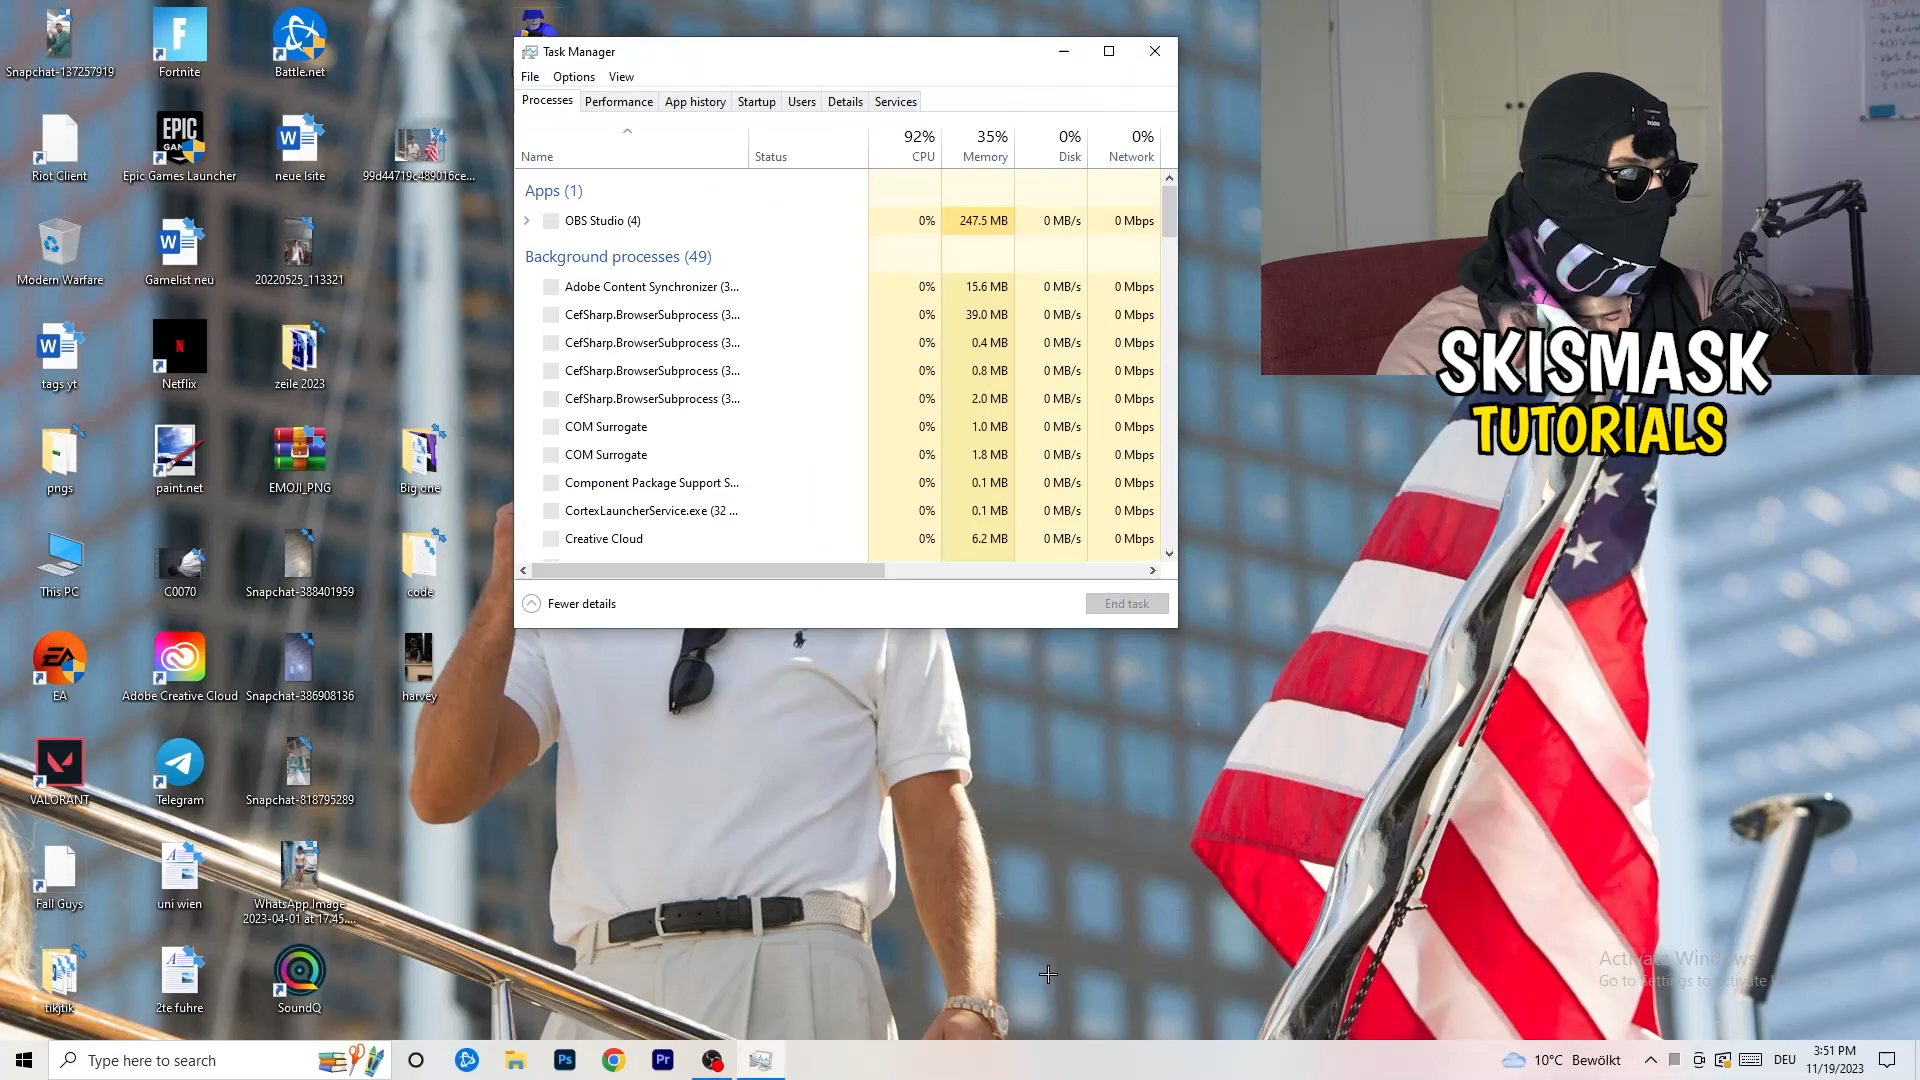 Snapchat-137257919
Fortnite
Battle.net
Riot Client
EPIC
Epic Games Launcher
neue lsite
99d44719c489016ce...
Modern Warfare
Gamelist neu
20220525_113321
tags yt
Netflix
zeile 2023
pngs
paint.net
EMOJI_PNG
Big one
This PC
C0070
Snapchat-388401959
code
EA
Adobe Creative Cloud
Snapchat-386908136
harvey
VALORANT
Telegram
Snapchat-818795289
Fall Guys
uni wien
WhatsApp Image
2023-04-01 at 17.45....
tikjtik
2te fuhre
SoundQ
Task Manager
File Options View
Processes Performance App history Startup Users Details Services
92% 35% 0% 0%
Name Status CPU Memory Disk Network
Apps (1)
OBS Studio (4) 0% 247.5 MB 0 MB/s 0 Mbps
Background processes (49)
Adobe Content Synchronizer (3... 0% 15.6 MB 0 MB/s 0 Mbps
CefSharp.BrowserSubprocess (3... 0% 39.0 MB 0 MB/s 0 Mbps
CefSharp.BrowserSubprocess (3... 0% 0.4 MB 0 MB/s 0 Mbps
CefSharp.BrowserSubprocess (3... 0% 0.8 MB 0 MB/s 0 Mbps
CefSharp.BrowserSubprocess (3... 0% 2.0 MB 0 MB/s 0 Mbps
COM Surrogate 0% 1.0 MB 0 MB/s 0 Mbps
COM Surrogate 0% 1.8 MB 0 MB/s 0 Mbps
Component Package Support S... 0% 0.1 MB 0 MB/s 0 Mbps
CortexLauncherService.exe (32 ... 0% 0.1 MB 0 MB/s 0 Mbps
Creative Cloud 0% 6.2 MB 0 MB/s 0 Mbps
Fewer details
End task
SKISMASK
TUTORIALS
Activate Windows
Go to Settings to activate
Type here to search
Ps
Pr
10°C Bewölkt
DEU
3:51 PM
11/19/2023